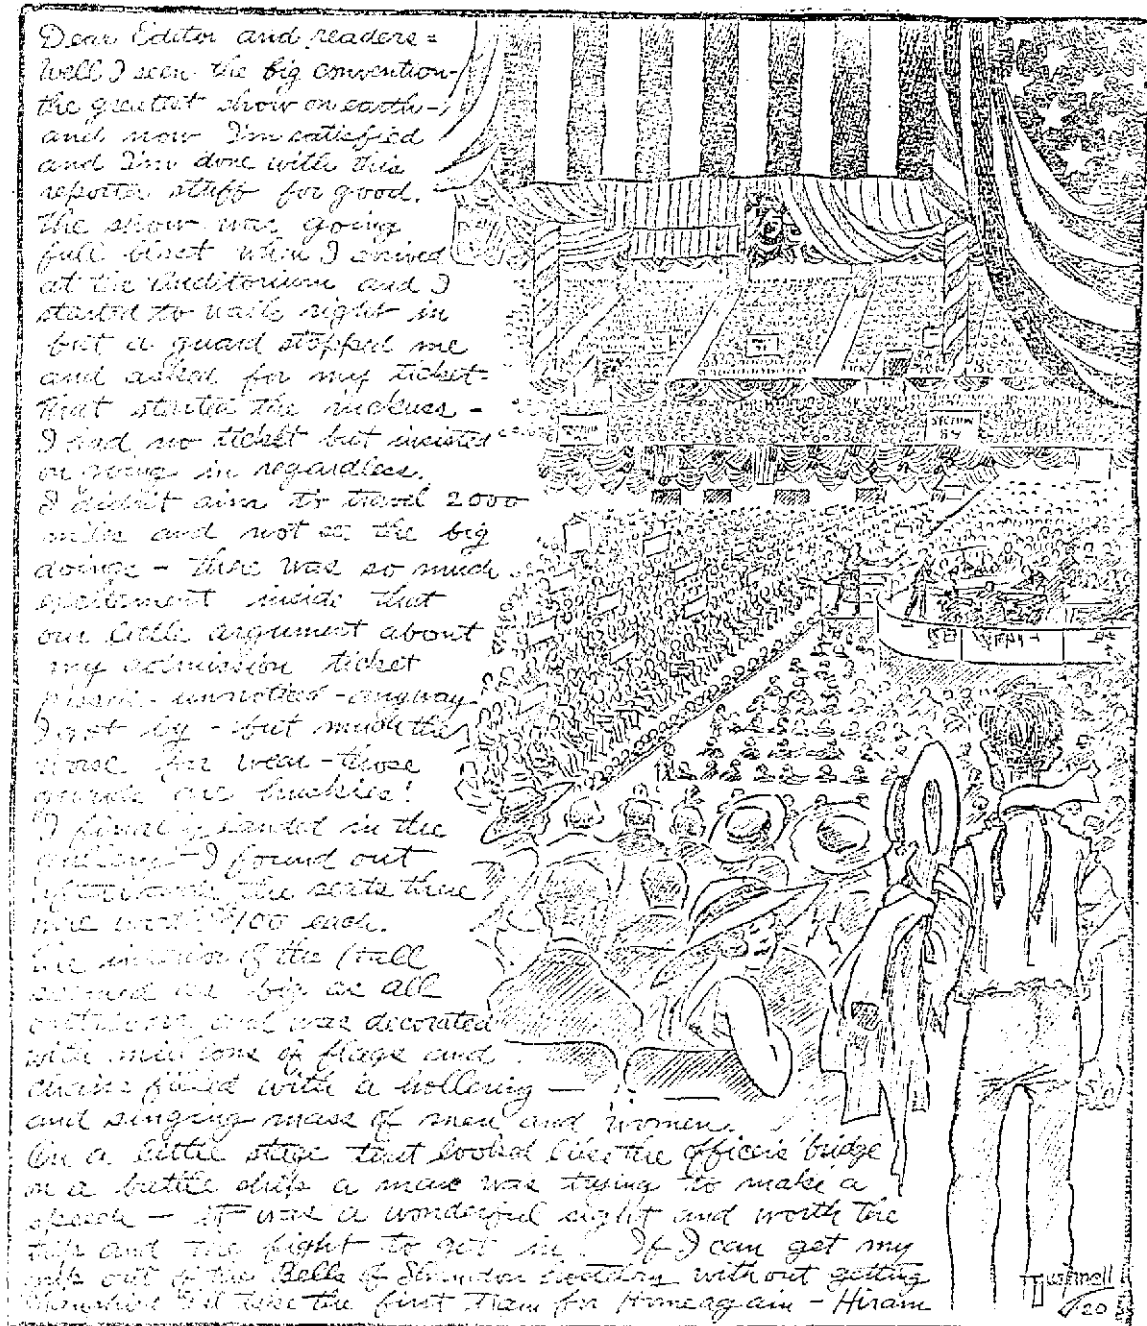 Dear Editor and readers =
Well I seen the big convention -
the greatest show on earth -
and now I'm satisfied
and I'm done with this
reporter stuff for good.
The show was going
full blast when I arrived
at the Auditorium and I
started to walk right in
but a guard stopped me
and asked for my ticket -
that started the ruckus -
I had no ticket but insisted
on going in regardless.
I didn't aim to travel 2000
miles and not see the big
doings - there was so much
excitement inside that
our little argument about
my admission ticket
passed - unnoticed - anyway
I got by - but much the
worse for wear - those
guards are huskies!
I finally landed in the
gallery - I found out
afterwards the seats there
were worth $100 each.
The interior of the Hall
seemed as big as all
outdoors and was decorated
with millions of flags and
chairs filled with a hollering -
and singing mass of men and women.
On a little stage that looked like the officers bridge
on a battle ship a man was trying to make a
speech - it was a wonderful sight and worth the
trip and the fight to get in. If I can get my
grip out of the Bells of Shandon without getting
I'll take the first train for Home again - Hiram
SECTION
SECTION
89
20